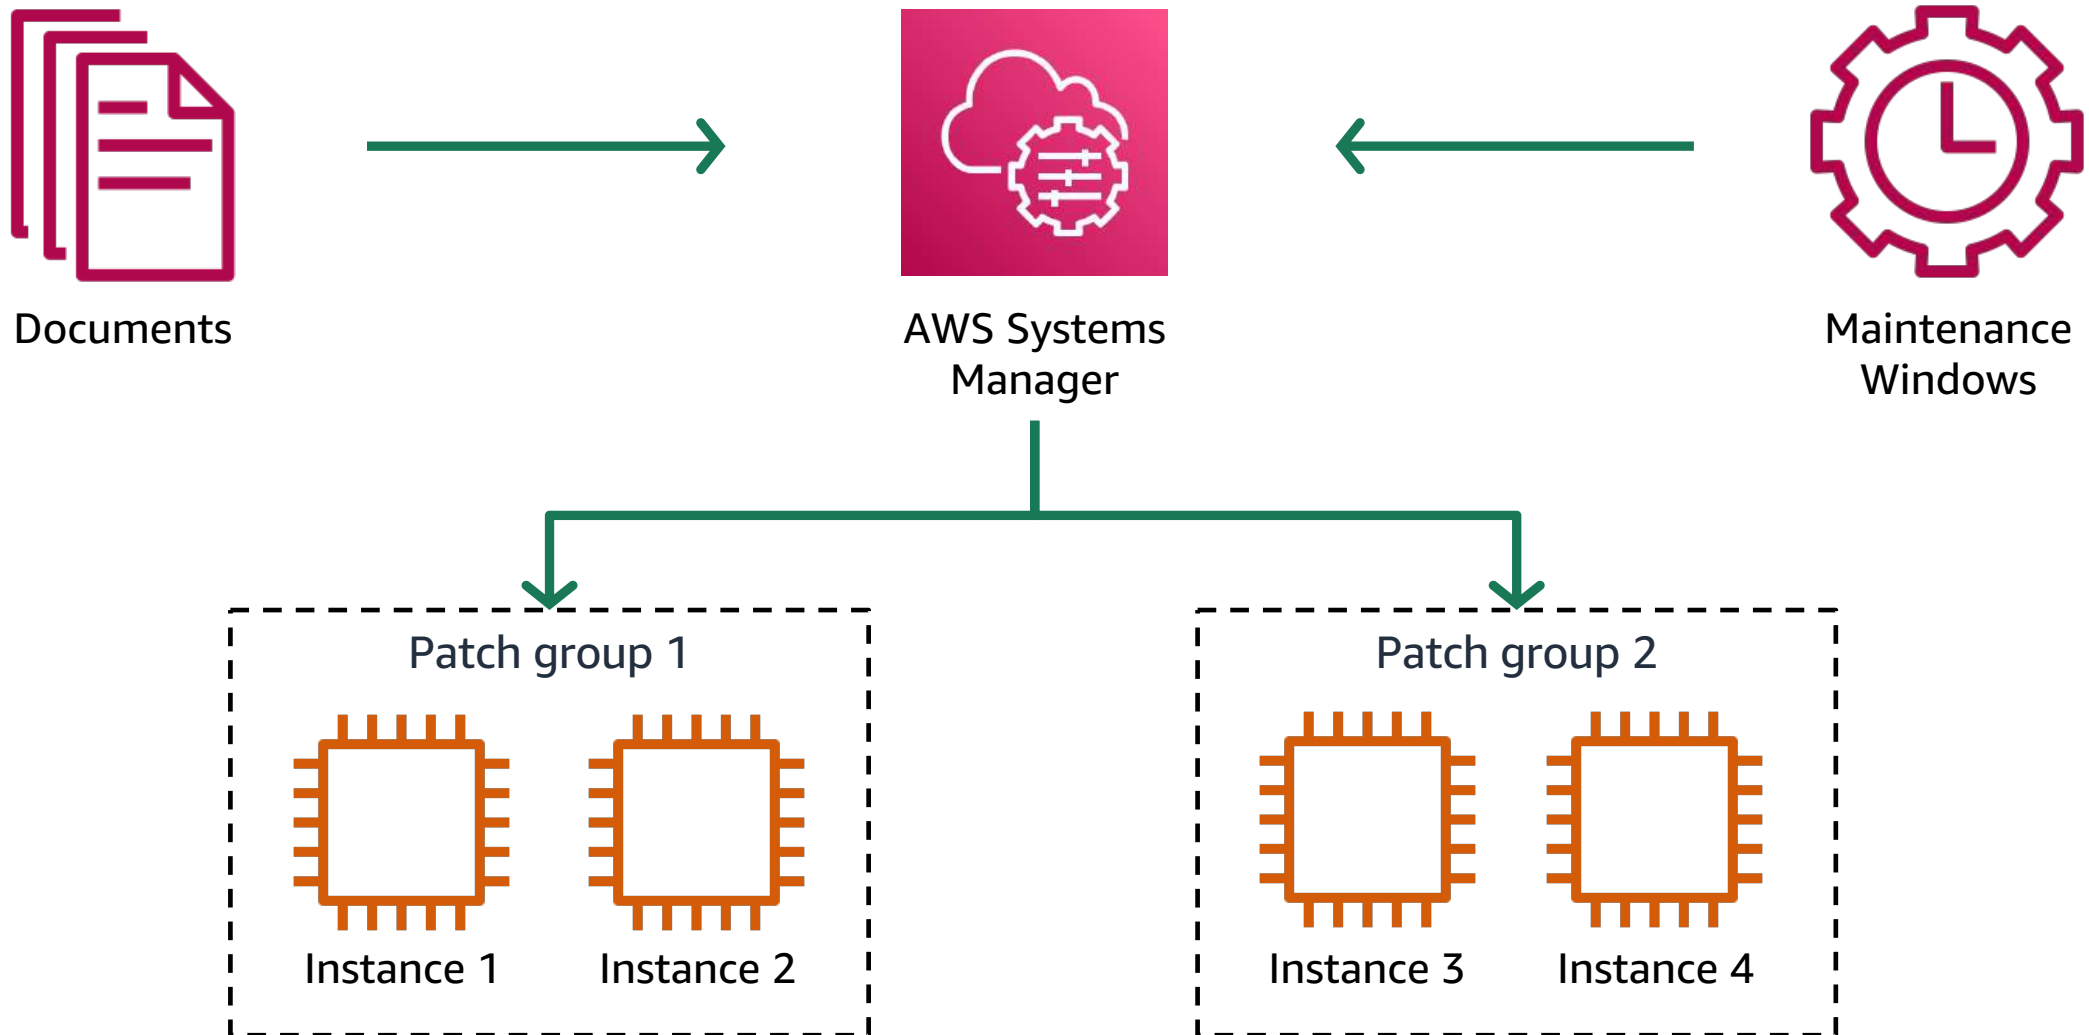 Documents
AWS Systems
Manager
Maintenance
Windows
Patch group 1
Instance 1
Instance 2
Patch group 2
Instance 3
Instance 4